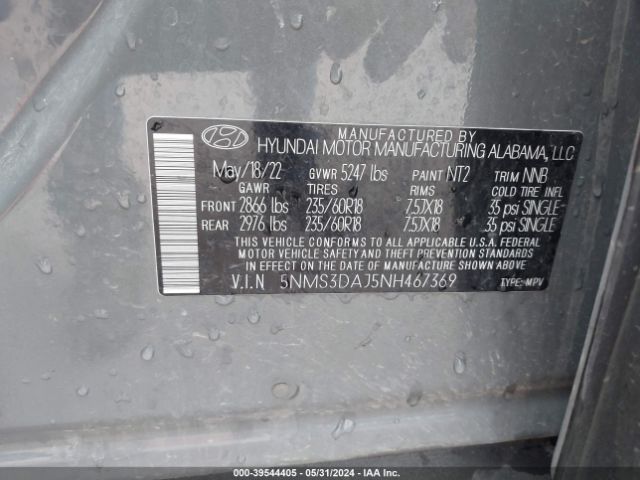 MANUFACTURED BY
HYUNDAI MOTOR MANUFACTURING ALABAMA, LLC
May/18/22 GVWR 5247 lbs PAINT NT2 TRIM NNB
GAWR TIRES RIMS COLD TIRE INFL
FRONT 2866 lbs 235/60R18 7.5JX18 35 psi SINGLE
REAR 2976 lbs 235/60R18 7.5JX18 35 psi SINGLE
THIS VEHICLE CONFORMS TO ALL APPLICABLE U.S.A. FEDERAL
MOTOR VEHICLE SAFETY AND THEFT PREVENTION STANDARDS
IN EFFECT ON THE DATE OF MANUFACTURE SHOWN ABOVE.
V.I.N 5NMS3DAJ5NH467369 TYPE: MPV
000-39544405 - 05/31/2024 - IAA Inc.